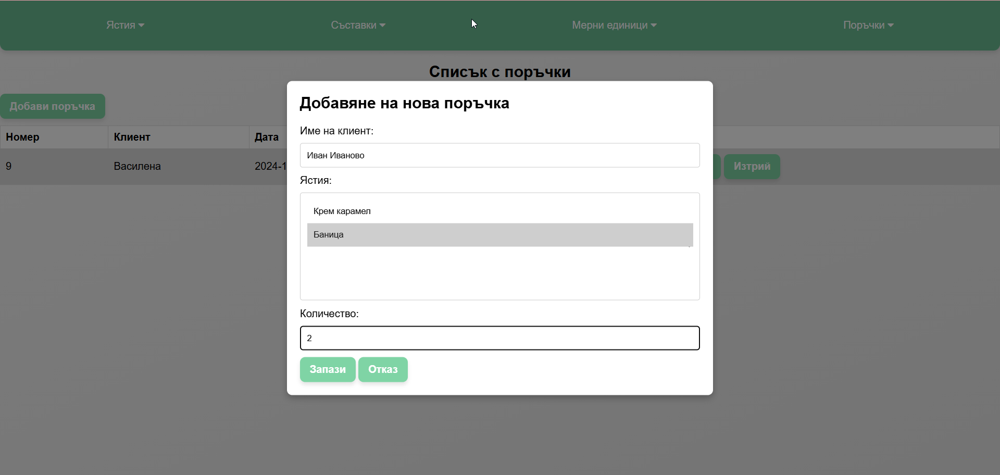 Ястия Съставки Мерни единици Поръчки
Списък с поръчки
Добави поръчка
Номер Клиент Дата
9 Василена 2024-1 Изтрий
Добавяне на нова поръчка
Име на клиент:
Иван Иваново
Ястия:
Крем карамел
Баница
Количество:
2
Запази Отказ